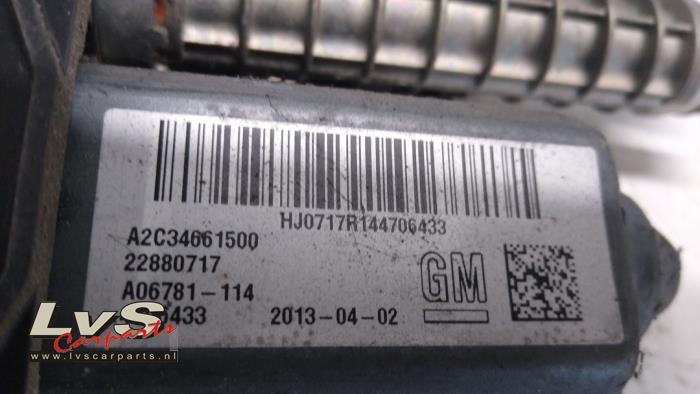 HJ0717R144706433
A2C34661500
22880717
A06781-114
433 2013-04-02
GM
LvS
Carparts
www.lvscarparts.nl